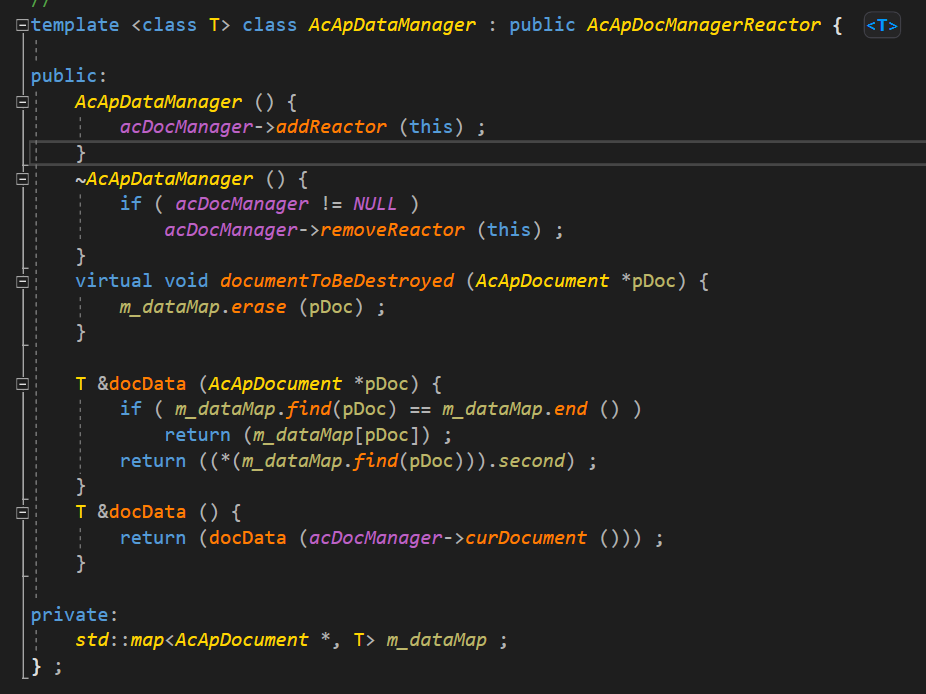 //
template <class T> class AcApDataManager : public AcApDocManagerReactor { <T>
public:
AcApDataManager () {
acDocManager->addReactor (this) ;
}
~AcApDataManager () {
if ( acDocManager != NULL )
acDocManager->removeReactor (this) ;
}
virtual void documentToBeDestroyed (AcApDocument *pDoc) {
m_dataMap.erase (pDoc) ;
}
T &docData (AcApDocument *pDoc) {
if ( m_dataMap.find(pDoc) == m_dataMap.end () )
return (m_dataMap[pDoc]) ;
return ((*(m_dataMap.find(pDoc))).second) ;
}
T &docData () {
return (docData (acDocManager->curDocument ())) ;
}
private:
std::map<AcApDocument *, T> m_dataMap ;
} ;